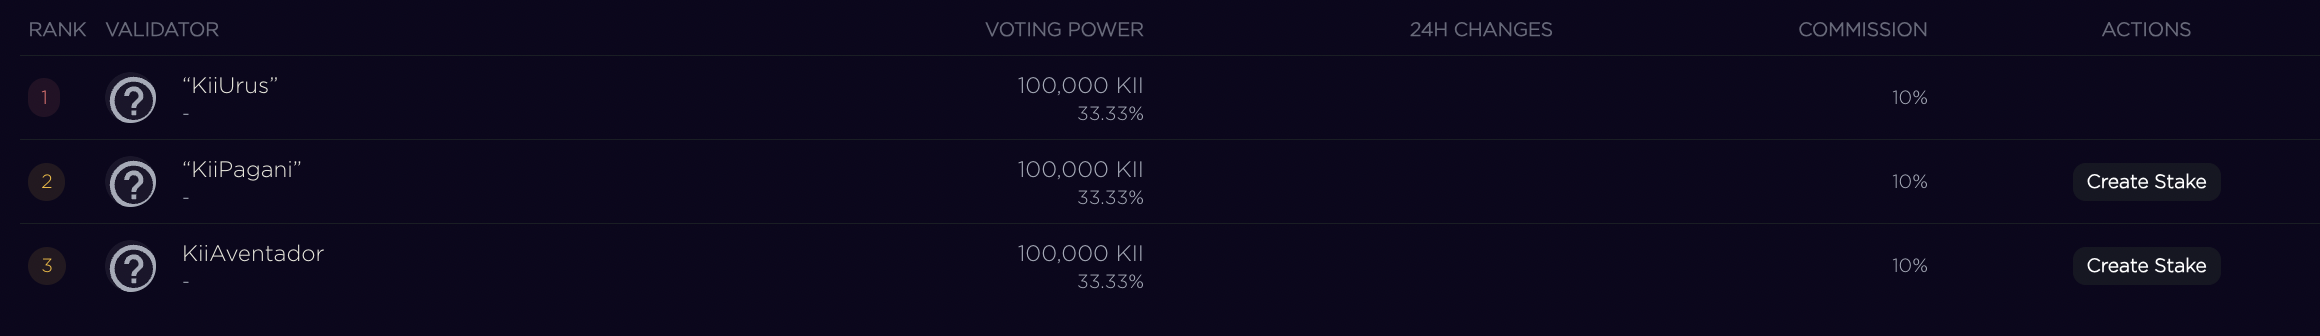 RANK VALIDATOR VOTING POWER 24H CHANGES COMMISSION ACTIONS
1 “KiiUrus” 100,000 KII 10%
- 33.33%
2 “KiiPagani” 100,000 KII 10% Create Stake
- 33.33%
3 KiiAventador 100,000 KII 10% Create Stake
- 33.33%